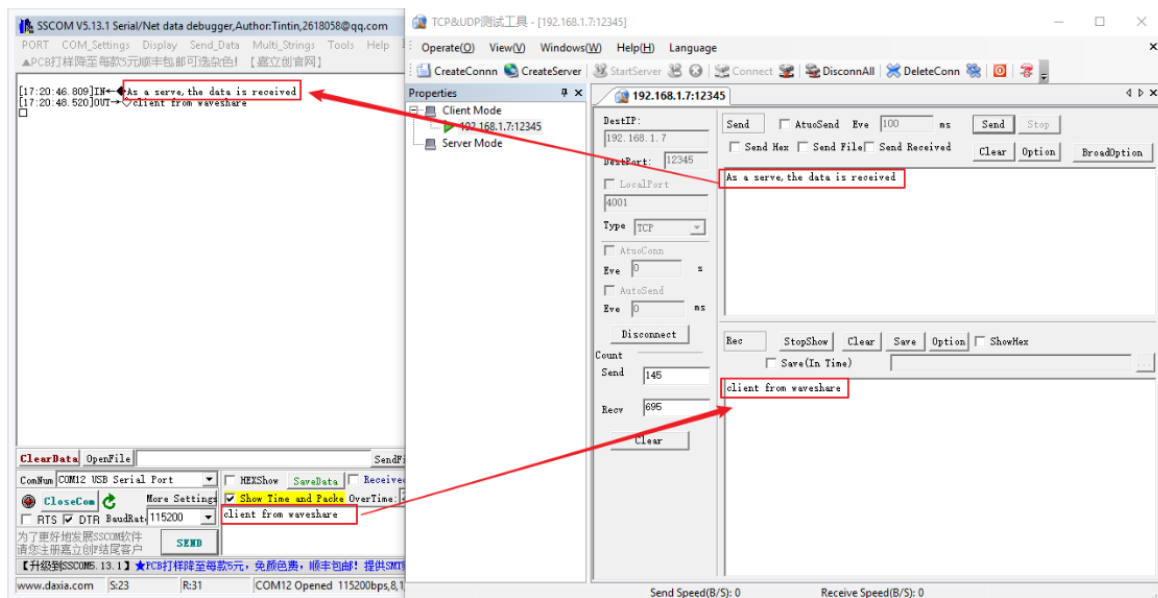 SSCOM V5.13.1 Serial/Net data debugger,Author:Tintin,2618058@qq.com
PORT COM_Settings Display Send_Data Multi_Strings Tools Help
▲PCB打样降至每款5元顺丰包邮可选杂色! 【嘉立创官网】
[17:20:46.809]IN←◆As a serve,the data is received
[17:20:48.520]OUT→◇client from waveshare
ClearData OpenFile SendFi
ComNum COM12 USB Serial Port HEXShow SaveData Received
CloseCom More Settings Show Time and Packe OverTime:
RTS DTR BaudRat: 115200 client from waveshare
为了更好地发展SSCOM软件
请您注册嘉立创F结尾客户 SEND
【升级到SSCOM5.13.1】★PCB打样降至每款5元,免颜色费,顺丰包邮!提供SMT
www.daxia.com S:23 R:31 COM12 Opened 115200bps,8,1
TCP&UDP测试工具 - [192.168.1.7:12345]
Operate(O) View(V) Windows(W) Help(H) Language
CreateConnn CreateServer StartServer Connect DisconnAll DeleteConn
Properties
Client Mode
192.168.1.7:12345
Server Mode
192.168.1.7:12345
DestIP:
192.168.1.7
DestPort: 12345
LocalPort
4001
Type TCP
AtuoConn
Eve 0 s
AutoSend
Eve 0 ms
Disconnect
Count
Send 145
Recv 695
Clear
Send AtuoSend Eve 100 ms Send Stop
Send Hex Send File Send Received Clear Option BroadOption
As a serve,the data is received
Rec StopShow Clear Save Option ShowHex
Save(In Time) ...
client from waveshare
Send Speed(B/S): 0 Receive Speed(B/S): 0